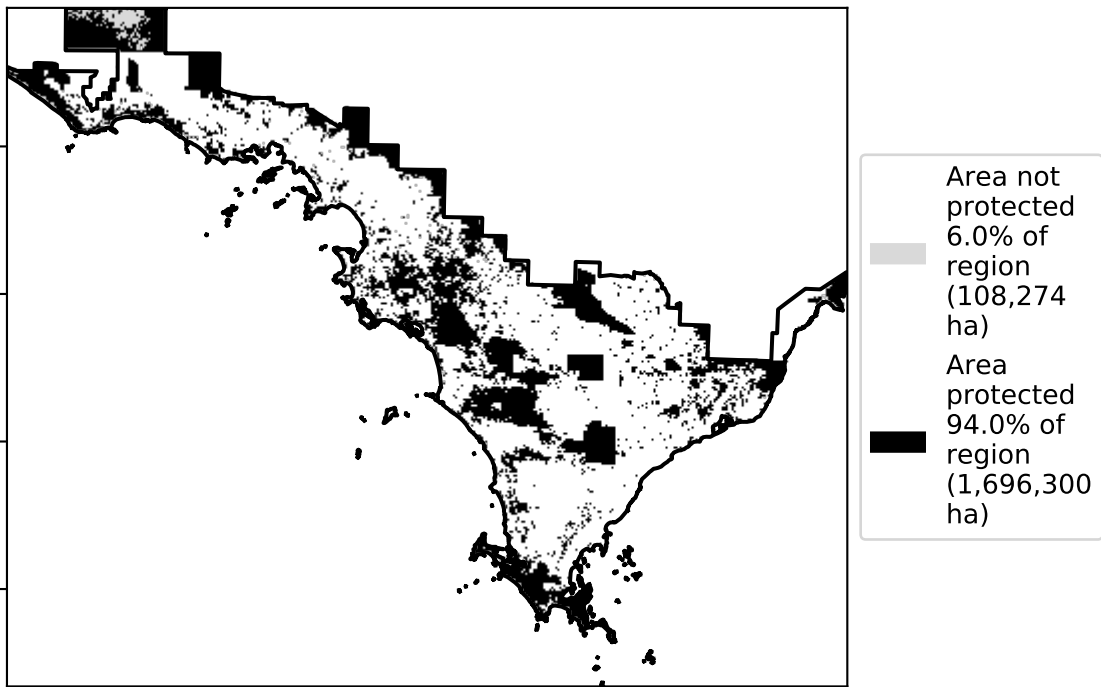 Area not
protected
6.0% of
region
(108,274
ha)
Area
protected
94.0% of
region
(1,696,300
ha)